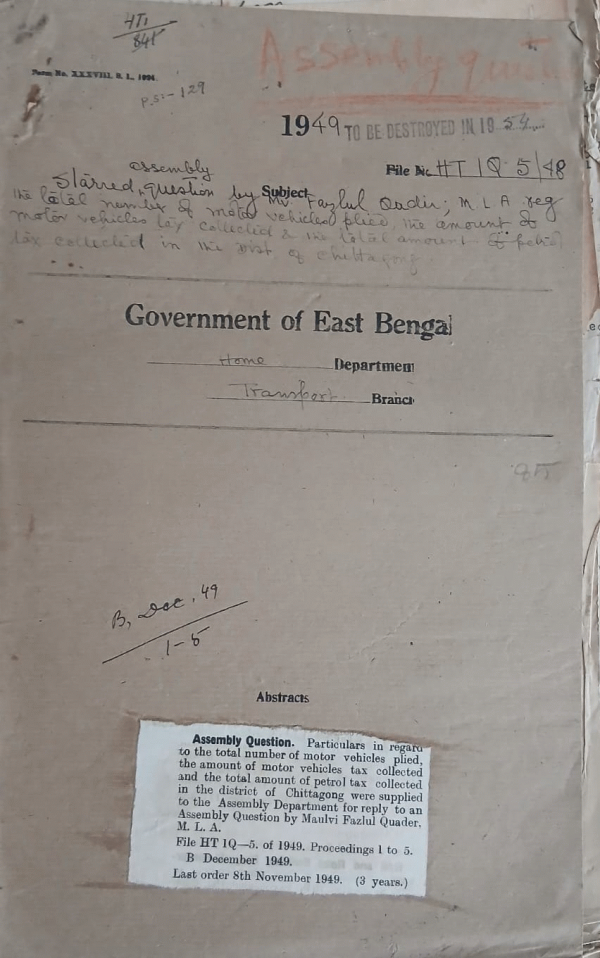 HT1
841
Assembly question
Form No. XXXVIII. S. L., 1994.
P.S:-129
1949 TO BE DESTROYED IN 19 54
File No. HT 1Q 5/48
assembly
Starred question by Subject Mr. Fazlul Qadir; M L A reg
the total number of motor vehicles plied, the amount of
motor vehicles tax collected & the total amount of petrol
tax collected in the dist of Chittagong
Government of East Bengal
Home Department
Transport Branch
B, Dec. 49
1-5
Abstracts
Assembly Question. Particulars in regard
to the total number of motor vehicles plied,
the amount of motor vehicles tax collected
and the total amount of petrol tax collected
in the district of Chittagong were supplied
to the Assembly Department for reply to an
Assembly Question by Maulvi Fazlul Quader,
M. L. A.
File HT 1Q—5. of 1949. Proceedings 1 to 5.
B December 1949.
Last order 8th November 1949. (3 years.)